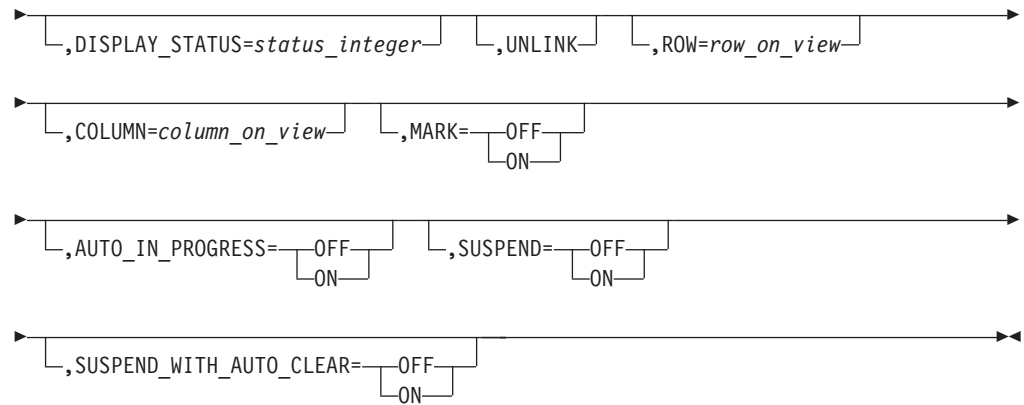 ,DISPLAY_STATUS=status_integer ,UNLINK ,ROW=row_on_view
,COLUMN=column_on_view ,MARK= OFF
ON
,AUTO_IN_PROGRESS= OFF ,SUSPEND= OFF
ON ON
,SUSPEND_WITH_AUTO_CLEAR= OFF
ON